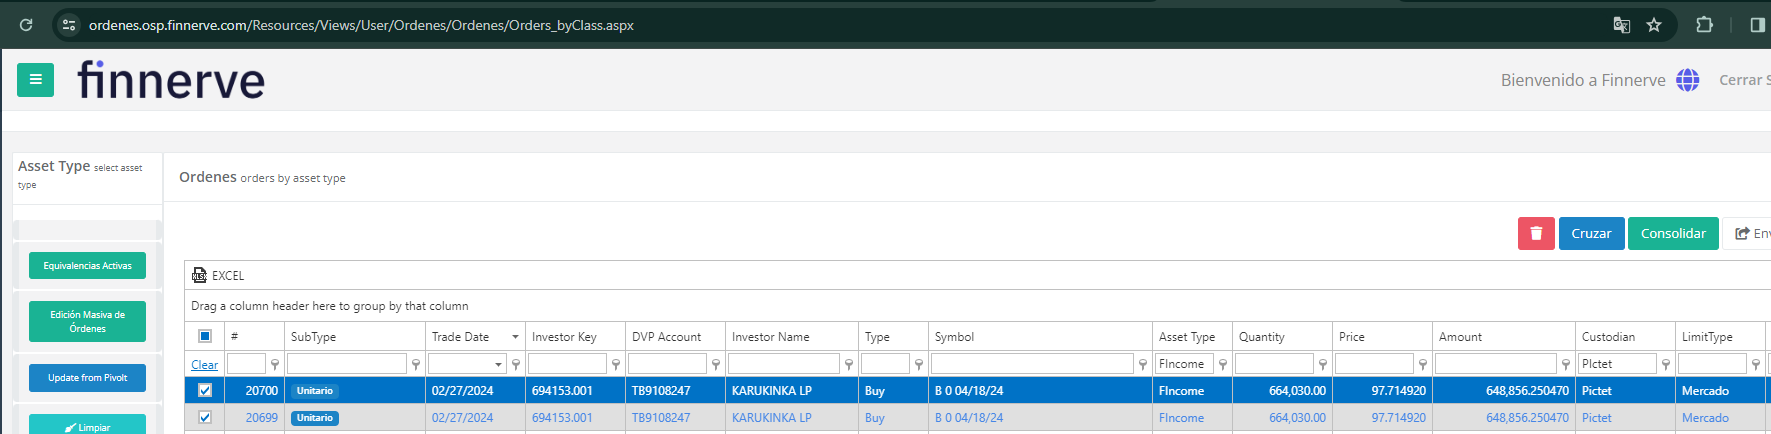 ordenes.osp.finnerve.com/Resources/Views/User/Ordenes/Ordenes/Orders_byClass.aspx
finnerve
Bienvenido a Finnerve
Cerrar S
Asset Type select asset
type
Ordenes orders by asset type
Equivalencias Activas
Edición Masiva de
Órdenes
Update from Pivolt
Limpiar
Cruzar
Consolidar
Env
EXCEL
Drag a column header here to group by that column
# SubType Trade Date Investor Key DVP Account Investor Name Type Symbol Asset Type Quantity Price Amount Custodian LimitType
Clear FIncome PIctet
20700 Unitario 02/27/2024 694153.001 TB9108247 KARUKINKA LP Buy B 0 04/18/24 FIncome 664,030.00 97.714920 648,856.250470 Pictet Mercado
20699 Unitario 02/27/2024 694153.001 TB9108247 KARUKINKA LP Buy B 0 04/18/24 FIncome 664,030.00 97.714920 648,856.250470 Pictet Mercado